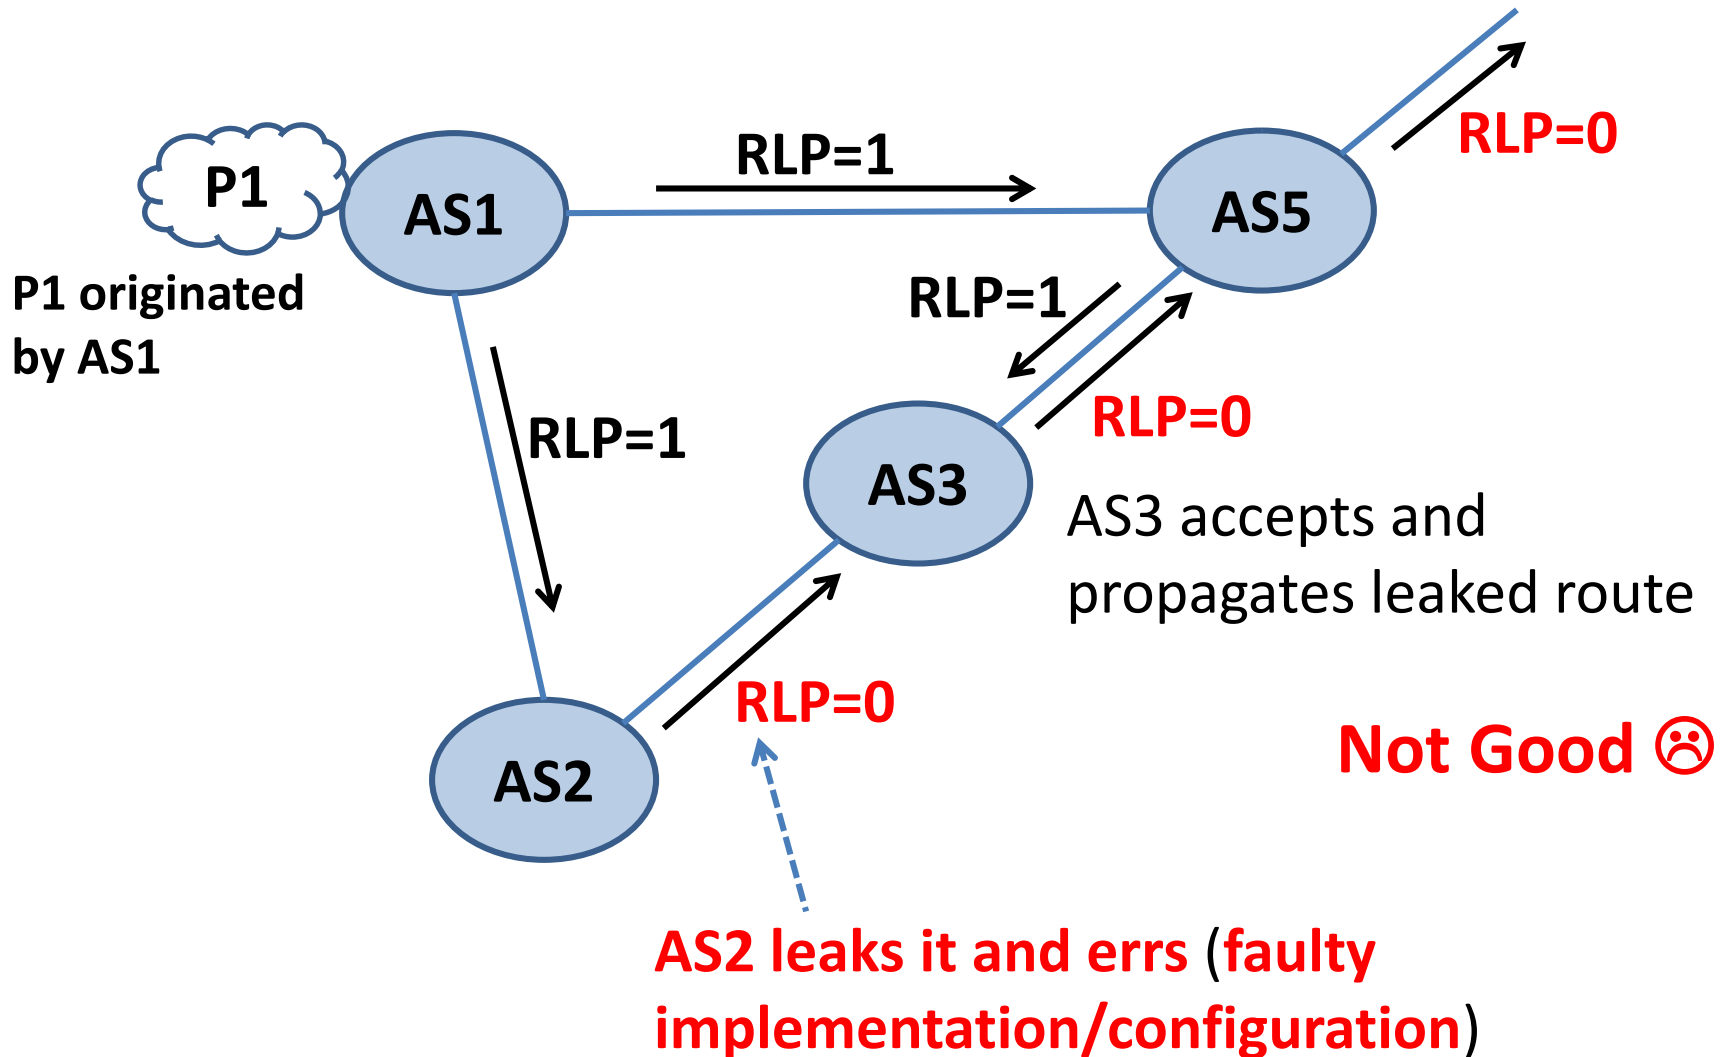 RLP=0
RLP=1
P1
AS1
AS5
P1 originated
by AS1
RLP=1
RLP=0
RLP=1
AS3
AS3 accepts and
propagates leaked route
RLP=0
Not Good ☹
AS2
AS2 leaks it and errs (faulty
implementation/configuration)